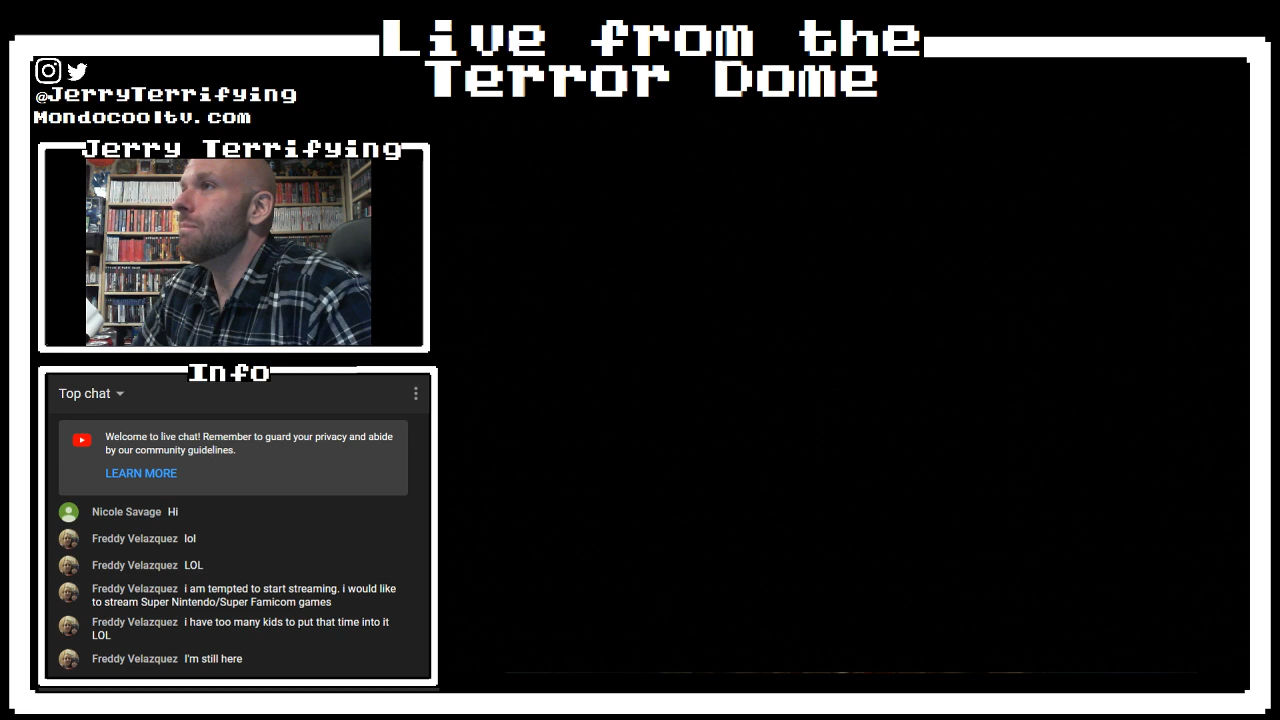 Live from the
Terror Dome
@JerryTerrifying
Mondocooltv.com
Jerry Terrifying
Info
Top chat
Welcome to live chat! Remember to guard your privacy and abide
by our community guidelines.
LEARN MORE
Nicole Savage Hi
Freddy Velazquez lol
Freddy Velazquez LOL
Freddy Velazquez i am tempted to start streaming. i would like
to stream Super Nintendo/Super Famicom games
Freddy Velazquez i have too many kids to put that time into it
LOL
Freddy Velazquez I'm still here